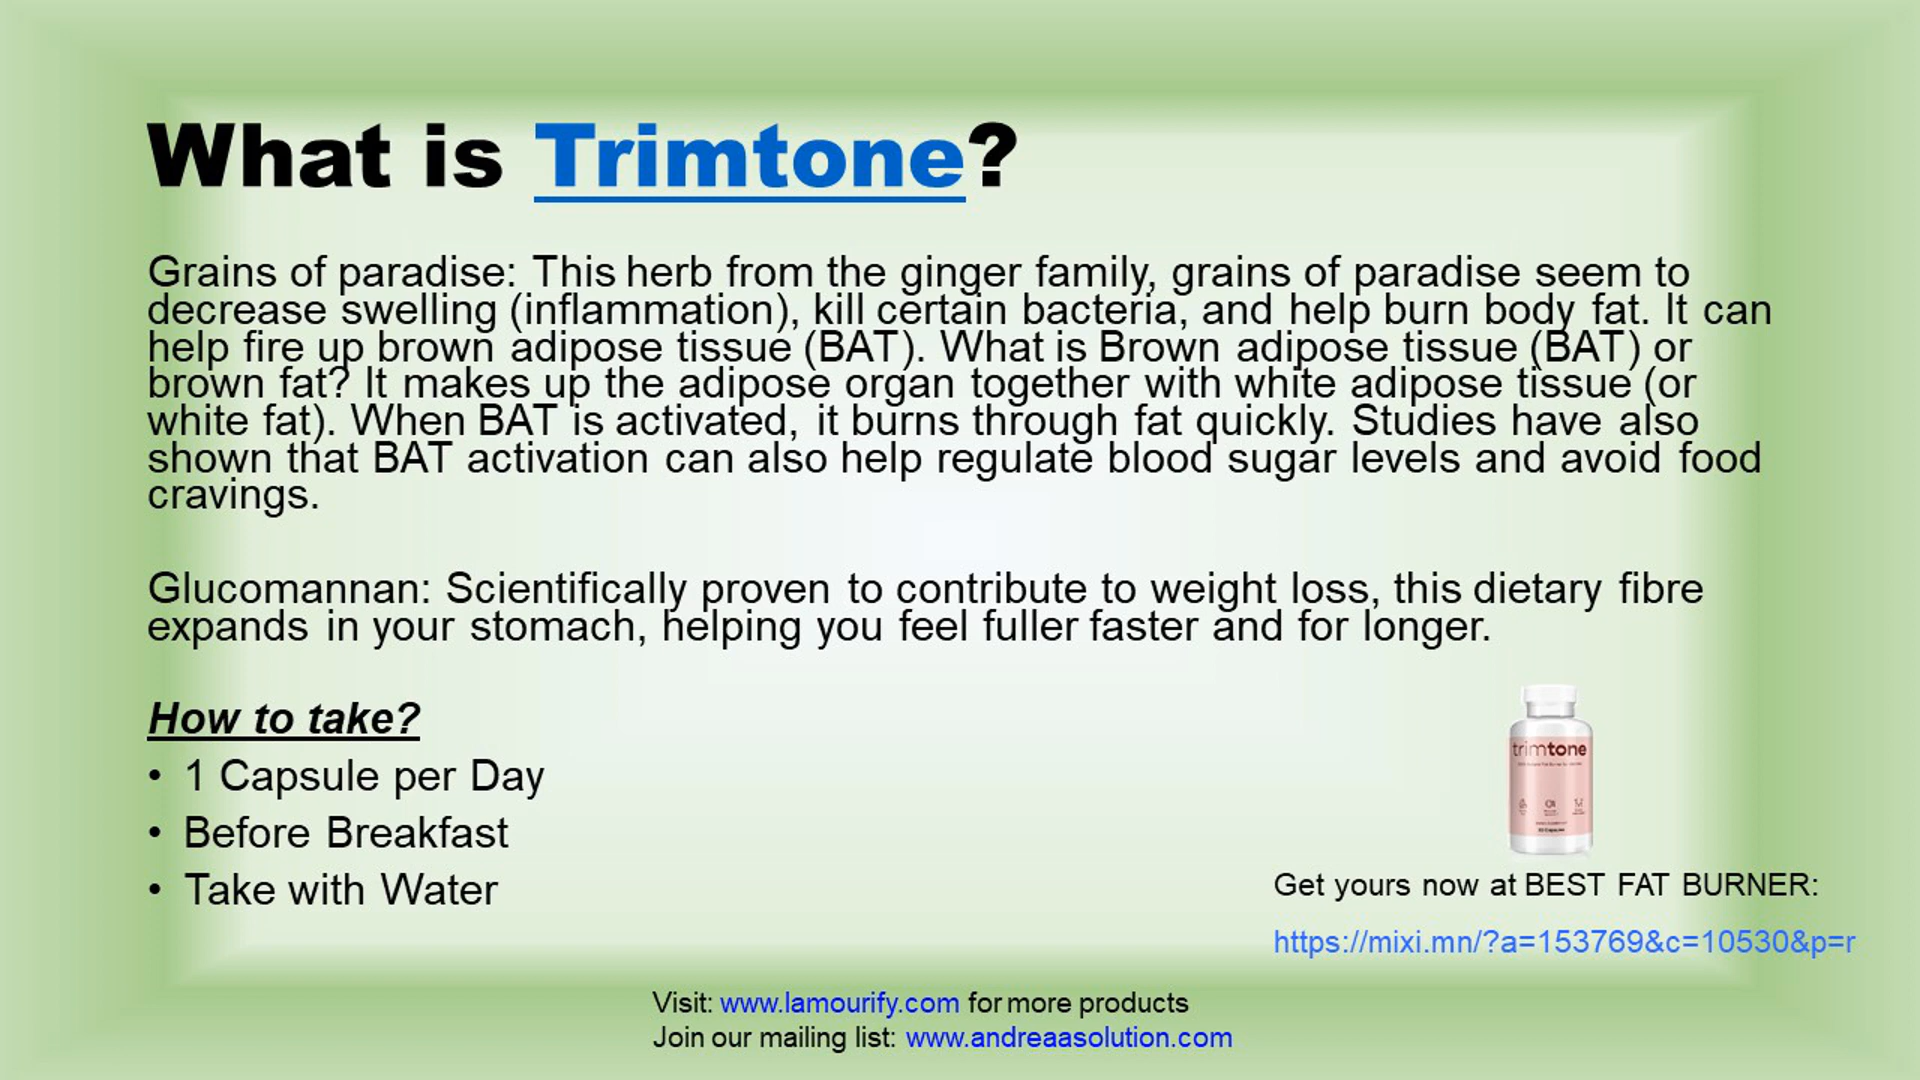 What is Trimtone?
Grains of paradise: This herb from the ginger family, grains of paradise seem to
decrease swelling (inflammation), kill certain bacteria, and help burn body fat. It can
help fire up brown adipose tissue (BAT). What is Brown adipose tissue (BAT) or
brown fat? It makes up the adipose organ together with white adipose tissue (or
white fat). When BAT is activated, it burns through fat quickly. Studies have also
shown that BAT activation can also help regulate blood sugar levels and avoid food
cravings.
Glucomannan: Scientifically proven to contribute to weight loss, this dietary fibre
expands in your stomach, helping you feel fuller faster and for longer.
How to take?
• 1 Capsule per Day
• Before Breakfast
• Take with Water
trimtone
Get yours now at BEST FAT BURNER:
https://mixi.mn/?a=153769&c=10530&p=r
Visit: www.lamourify.com for more products
Join our mailing list: www.andreaasolution.com